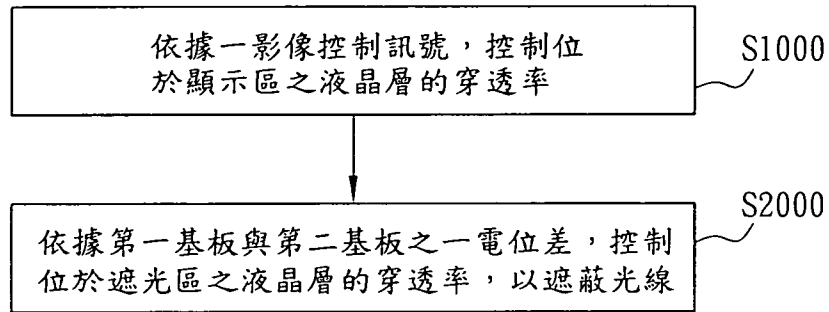 依據一影像控制訊號，控制位
於顯示區之液晶層的穿透率
S1000
依據第一基板與第二基板之一電位差，控制
位於遮光區之液晶層的穿透率，以遮蔽光線
S2000